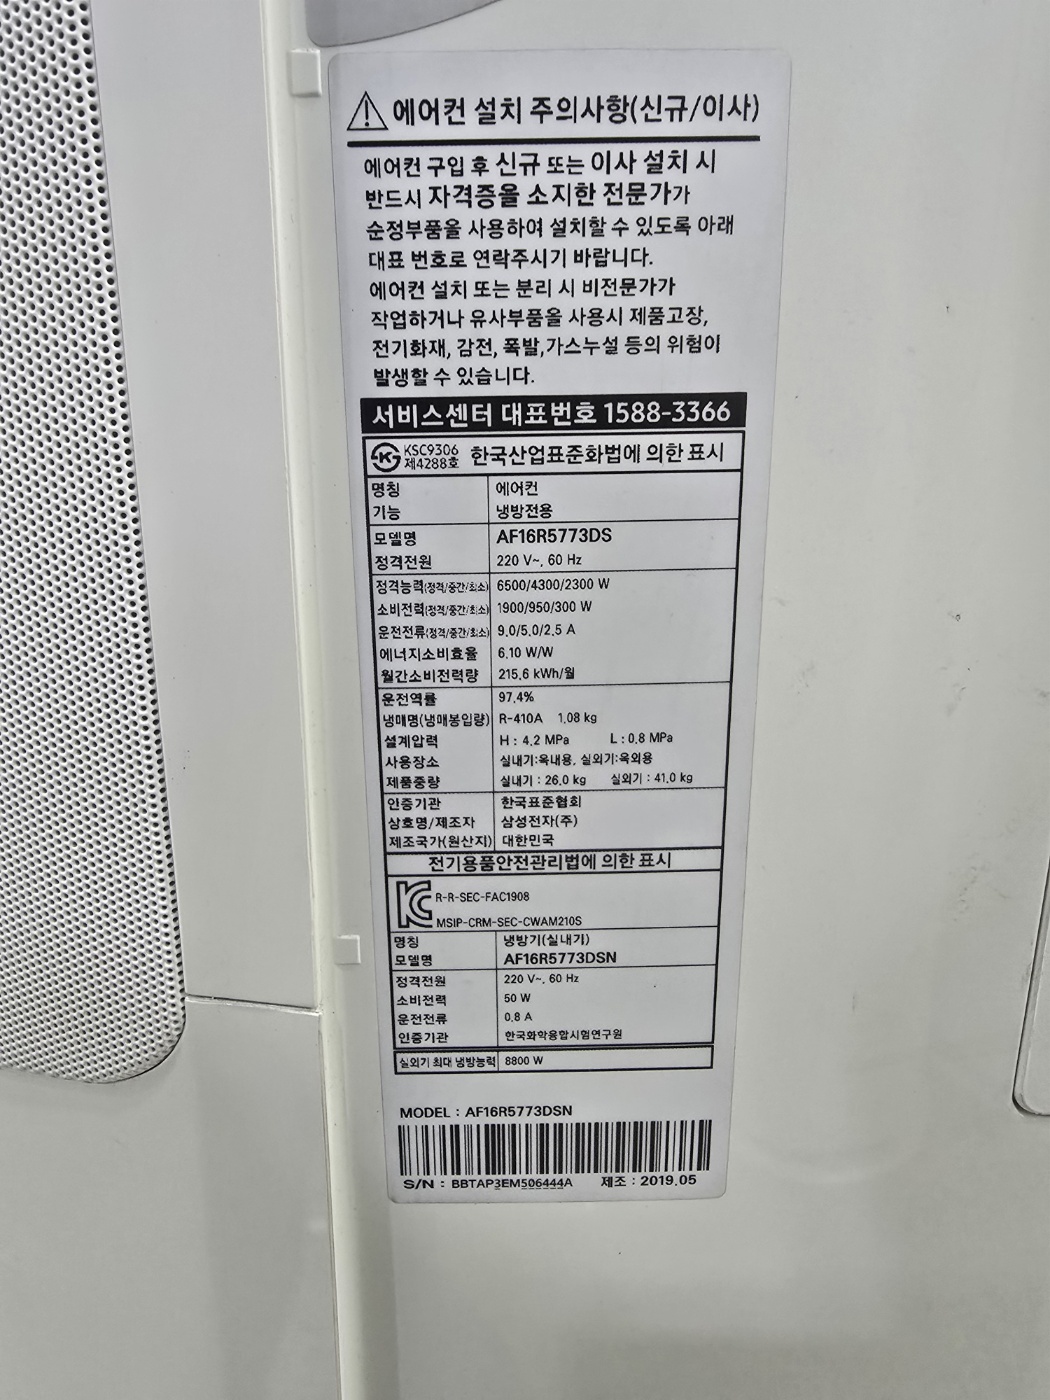 에어컨 설치 주의사항(신규/이사)
에어컨 구입 후 신규 또는 이사 설치 시
반드시 자격증을 소지한 전문가가
순정부품을 사용하여 설치할 수 있도록 아래
대표 번호로 연락주시기 바랍니다.
에어컨 설치 또는 분리 시 비전문가가
작업하거나 유사부품을 사용시 제품고장,
전기화재, 감전, 폭발,가스누설 등의 위험이
발생할 수 있습니다.
서비스센터 대표번호 1588-3366
KSC9306
제4288호
한국산업표준화법에 의한 표시
명칭 에어컨
기능 냉방전용
모델명 AF16R5773DS
정격전원 220 V~, 60 Hz
정격능력(정격/중간/최소) 6500/4300/2300 W
소비전력(정격/중간/최소) 1900/950/300 W
운전전류(정격/중간/최소) 9.0/5.0/2.5 A
에너지소비효율 6.10 W/W
월간소비전력량 215.6 kWh/월
운전역률 97.4%
냉매명(냉매봉입량) R-410A 1.08 kg
설계압력 H : 4.2 MPa L : 0.8 MPa
사용장소 실내기:옥내용, 실외기:옥외용
제품중량 실내기 : 26.0 kg 실외기 : 41.0 kg
인증기관 한국표준협회
상호명/제조자 삼성전자(주)
제조국가(원산지) 대한민국
전기용품안전관리법에 의한 표시
R-R-SEC-FAC1908
MSIP-CRM-SEC-CWAM210S
명칭 냉방기(실내기)
모델명 AF16R5773DSN
정격전원 220 V~, 60 Hz
소비전력 50 W
운전전류 0.8 A
인증기관 한국화학융합시험연구원
실외기 최대 냉방능력 8800 W
MODEL : AF16R5773DSN
S/N : BBTAP3EM506444A 제조 : 2019.05